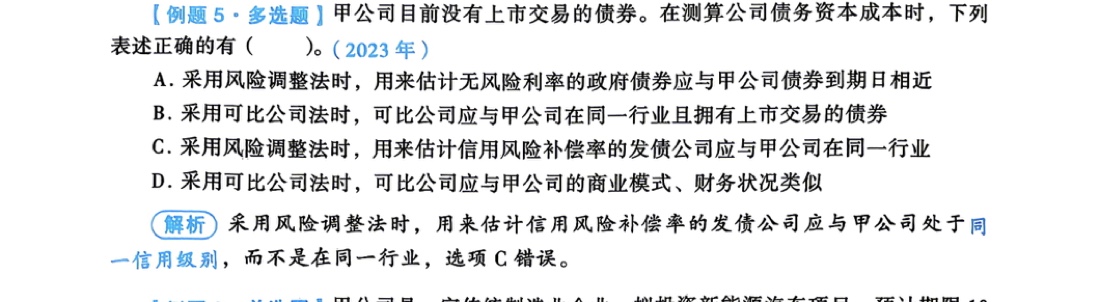 【例题 5·多选题】甲公司目前没有上市交易的债券。在测算公司债务资本成本时，下列
表述正确的有（　　）。（2023 年）
A. 采用风险调整法时，用来估计无风险利率的政府债券应与甲公司债券到期日相近
B. 采用可比公司法时，可比公司应与甲公司在同一行业且拥有上市交易的债券
C. 采用风险调整法时，用来估计信用风险补偿率的发债公司应与甲公司在同一行业
D. 采用可比公司法时，可比公司应与甲公司的商业模式、财务状况类似
解析 采用风险调整法时，用来估计信用风险补偿率的发债公司应与甲公司处于同
一信用级别，而不是在同一行业，选项 C 错误。